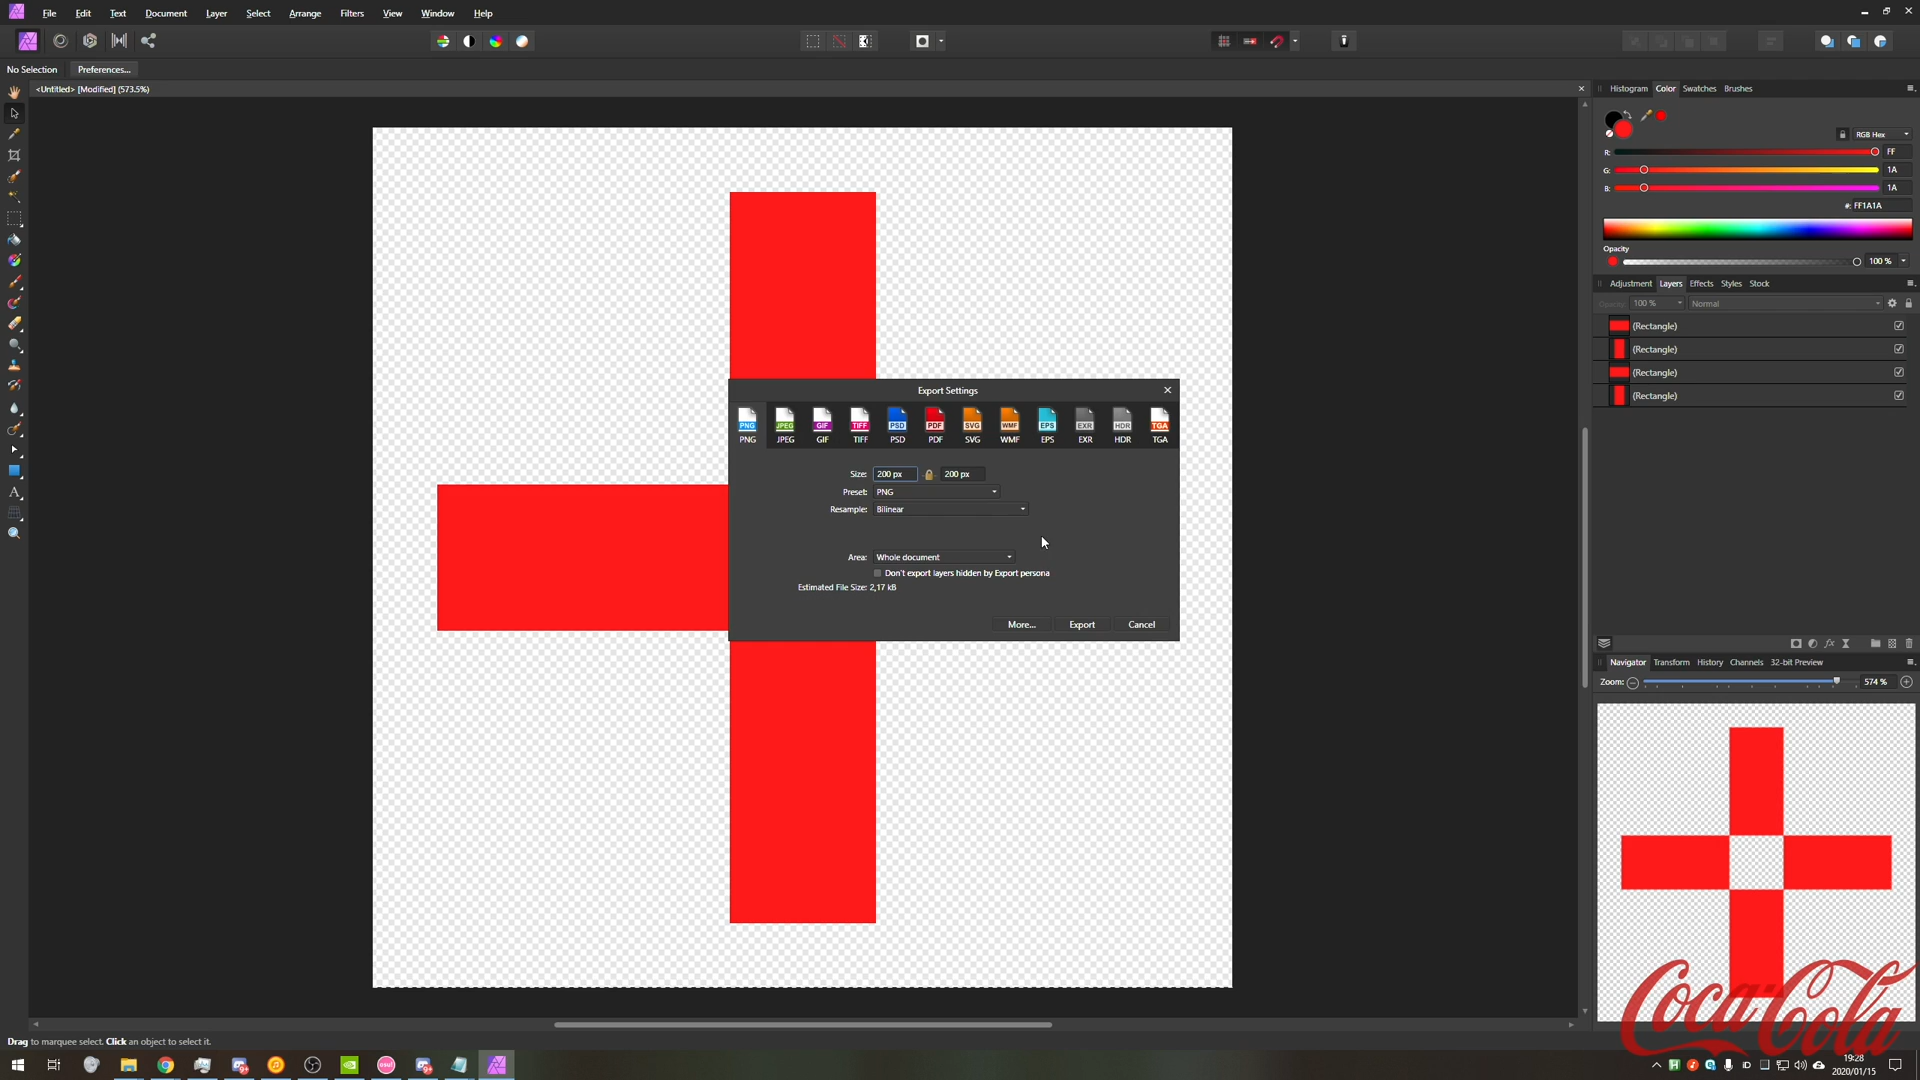 File Edit Text Document Layer Select Arrange Filters View Window Help
No Selection Preferences...
<Untitled> [Modified] (573.5%)
Histogram Color Swatches Brushes
RGB Hex
R: FF
G: 1A
B: 1A
#: FF1A1A
Opacity
100 %
Adjustment Layers Effects Styles Stock
Opacity: 100 % Normal
(Rectangle)
(Rectangle)
(Rectangle)
(Rectangle)
Export Settings
PNG JPEG GIF TIFF PSD PDF SVG WMF EPS EXR HDR TGA
PNG JPEG GIF TIFF PSD PDF SVG WMF EPS EXR HDR TGA
Size: 200 px 200 px
Preset: PNG
Resample: Bilinear
Area: Whole document
Don't export layers hidden by Export persona
Estimated File Size: 2,17 kB
More... Export Cancel
Navigator Transform History Channels 32-bit Preview
Zoom: 574 %
Coca-Cola
Drag to marquee select. Click an object to select it.
osu!
19:28
2020/01/15